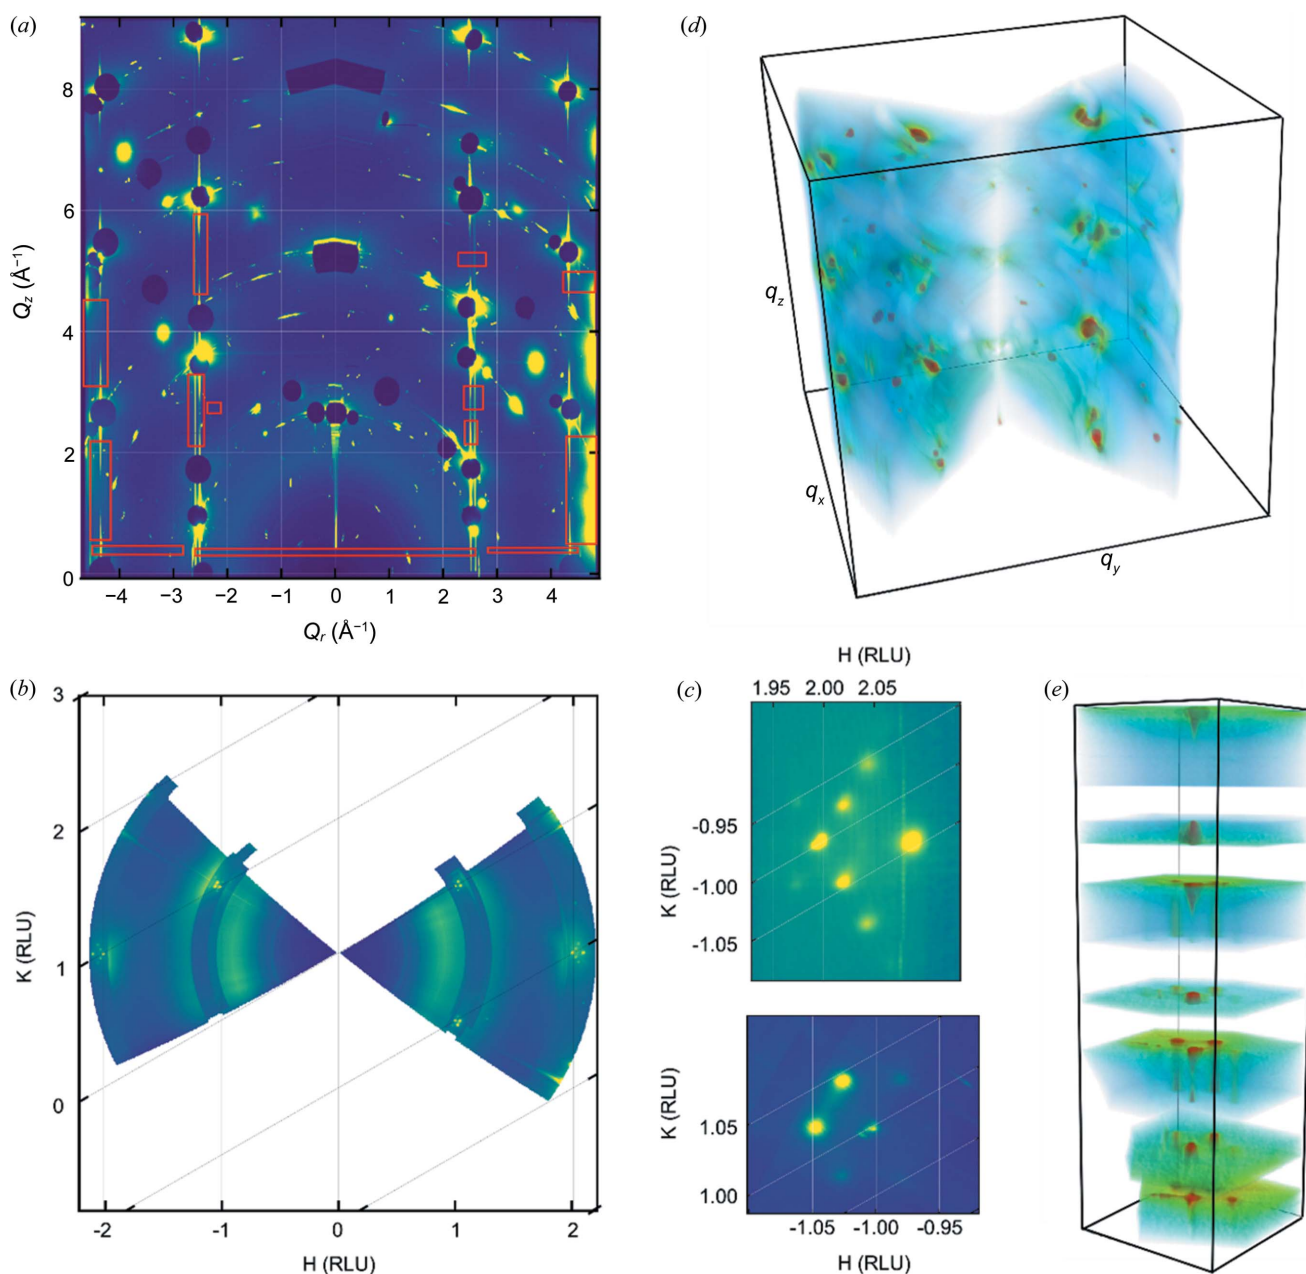 (a)
Qz (Å−1)
8
6
4
2
0
−4 −3 −2 −1 0 1 2 3 4
Qr (Å−1)
(d)
qz
qx
qy
(b)
K (RLU)
3
2
1
0
-2 -1 0 1 2
H (RLU)
(c)
H (RLU)
1.95 2.00 2.05
K (RLU)
-0.95
-1.00
-1.05
K (RLU)
1.05
1.00
-1.05 -1.00 -0.95
H (RLU)
(e)